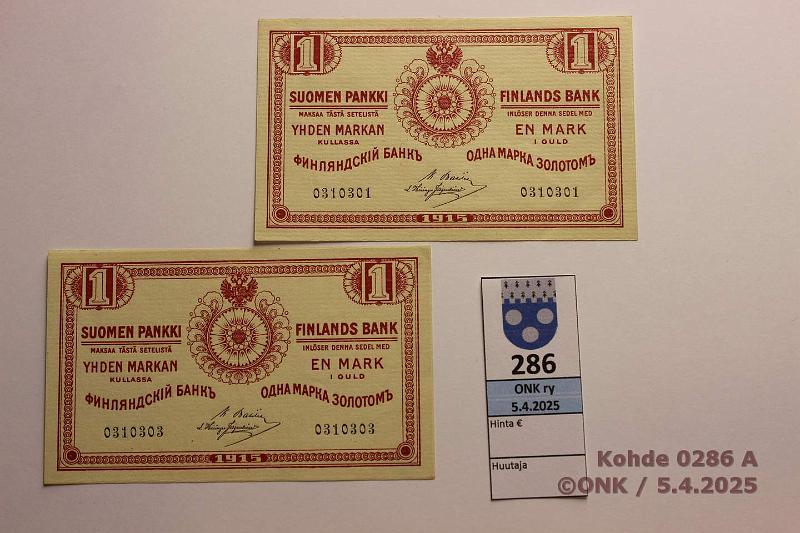 1 1
SUOMEN PANKKI FINLANDS BANK
MAKSAA TÄSTÄ SETELISTÄ INLÖSER DENNA SEDEL MED
YHDEN MARKAN EN MARK
KULLASSA I GULD
ФИНЛЯНДСКІЙ БАНКЪ ОДНА МАРКА ЗОЛОТОМЪ
0310301 0310301
1915
1 1
SUOMEN PANKKI FINLANDS BANK
MAKSAA TÄSTÄ SETELISTÄ INLÖSER DENNA SEDEL MED
YHDEN MARKAN EN MARK
KULLASSA I GULD
ФИНЛЯНДСКІЙ БАНКЪ ОДНА МАРКА ЗОЛОТОМЪ
0310303 0310303
1915
286
ONK ry
5.4.2025
Hinta €
Huutaja
Kohde 0286 A
©ONK / 5.4.2025